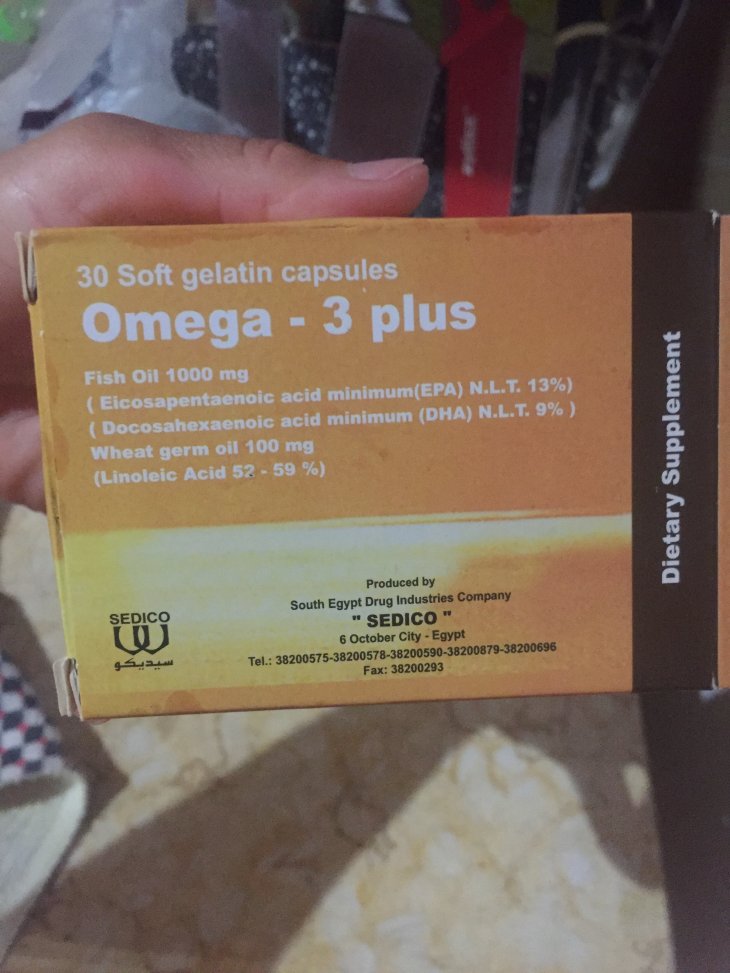 30 Soft gelatin capsules
Omega - 3 plus
Fish Oil 1000 mg
( Eicosapentaenoic acid minimum(EPA) N.L.T. 13%)
( Docosahexaenoic acid minimum (DHA) N.L.T. 9% )
Wheat germ oil 100 mg
(Linoleic Acid 52 - 59 %)
Dietary Supplement
Produced by
South Egypt Drug Industries Company
" SEDICO "
6 October City - Egypt
Tel.: 38200575-38200578-38200590-38200879-38200696
Fax: 38200293
SEDICO
سيديكو